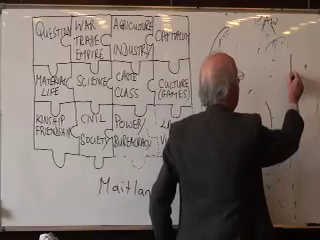 QUESTION
WAR
TRADE
EMPIRE
AGRICULTURE
/
INDUSTRY
CAPITALISM
MATERIAL
LIFE
SCIENCE
CASTE
CLASS
CULTURE
(GAMES)
KINSHIP
FRIENDSHIP
CIVIL
SOCIETY
POWER/
BUREAUCRACY
LAW
Maitlan